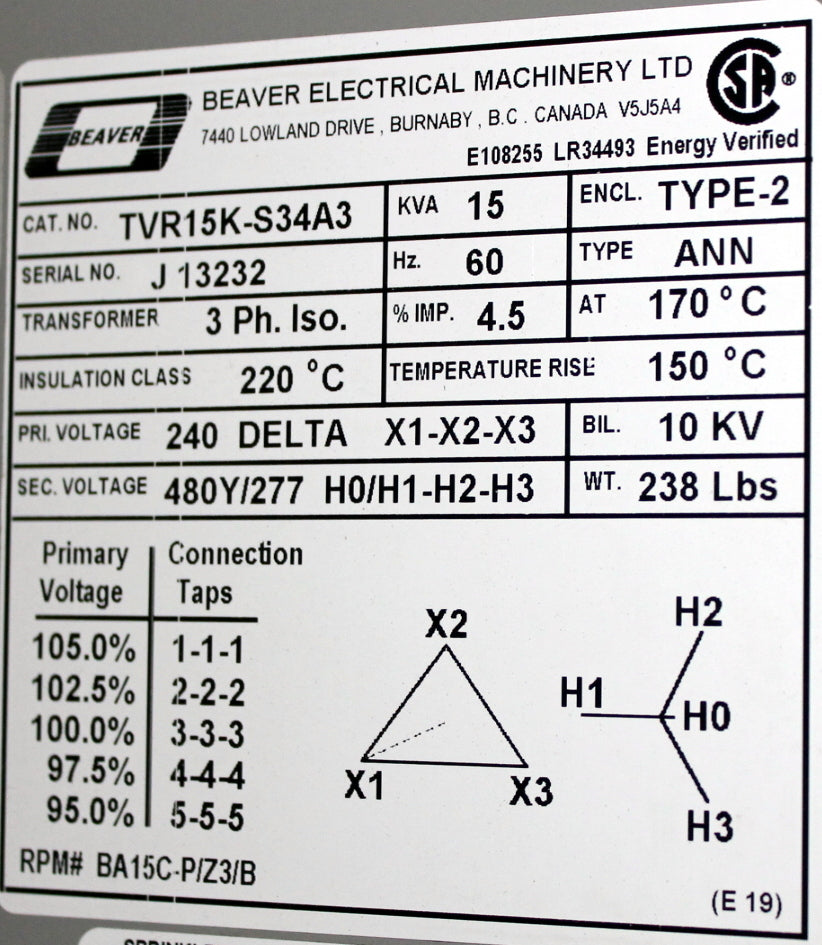 BEAVER
BEAVER ELECTRICAL MACHINERY LTD
7440 LOWLAND DRIVE , BURNABY , B.C . CANADA V5J5A4
SA ®
E108255 LR34493 Energy Verified
CAT. NO. TVR15K-S34A3 KVA 15 ENCL. TYPE-2
SERIAL NO. J 13232 Hz. 60 TYPE ANN
TRANSFORMER 3 Ph. Iso. % IMP. 4.5 AT 170 °C
INSULATION CLASS 220 °C TEMPERATURE RISE 150 °C
PRI. VOLTAGE 240 DELTA X1-X2-X3 BIL. 10 KV
SEC. VOLTAGE 480Y/277 H0/H1-H2-H3 WT. 238 Lbs
Primary Connection
Voltage Taps
105.0% 1-1-1
102.5% 2-2-2
100.0% 3-3-3
97.5% 4-4-4
95.0% 5-5-5
X2
X1
X3
H2
H1
H0
H3
RPM# BA15C-P/Z3/B
(E 19)